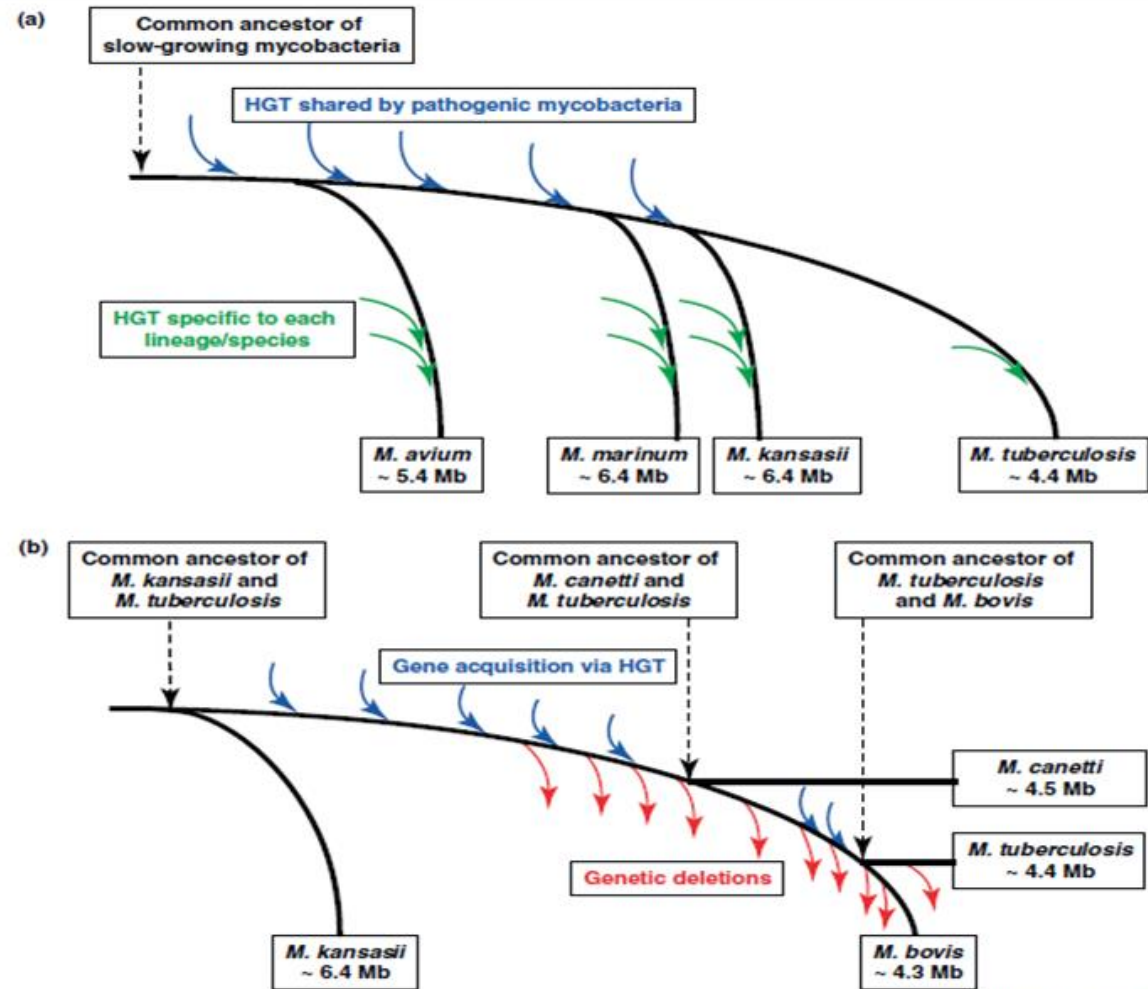 (a)
Common ancestor of
slow-growing mycobacteria
HGT shared by pathogenic mycobacteria
HGT specific to each
lineage/species
M. avium
~ 5.4 Mb
M. marinum
~ 6.4 Mb
M. kansasii
~ 6.4 Mb
M. tuberculosis
~ 4.4 Mb
(b)
Common ancestor of
M. kansasii and
M. tuberculosis
Common ancestor of
M. canetti and
M. tuberculosis
Common ancestor of
M. tuberculosis
and M. bovis
Gene acquisition via HGT
M. canetti
~ 4.5 Mb
M. tuberculosis
~ 4.4 Mb
Genetic deletions
M. kansasii
~ 6.4 Mb
M. bovis
~ 4.3 Mb